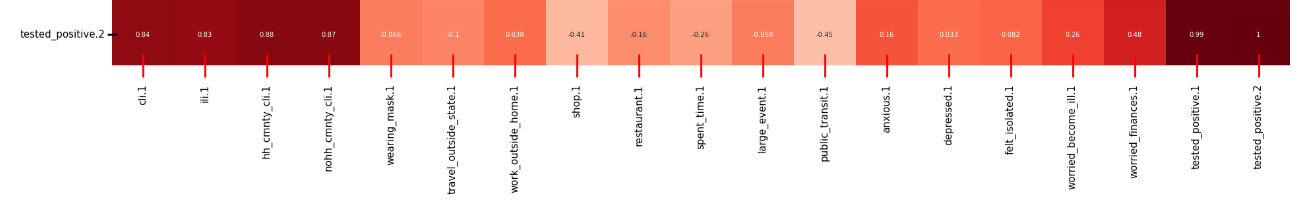 tested_positive.2
0.84 0.83 0.88 0.87 -0.066 -0.1 0.038 -0.41 -0.16 -0.26 -0.058 -0.45 0.16 0.033 0.082 0.26 0.48 0.99 1
cli.1
ili.1
hh_cmnty_cli.1
nohh_cmnty_cli.1
wearing_mask.1
travel_outside_state.1
work_outside_home.1
shop.1
restaurant.1
spent_time.1
large_event.1
public_transit.1
anxious.1
depressed.1
felt_isolated.1
worried_become_ill.1
worried_finances.1
tested_positive.1
tested_positive.2